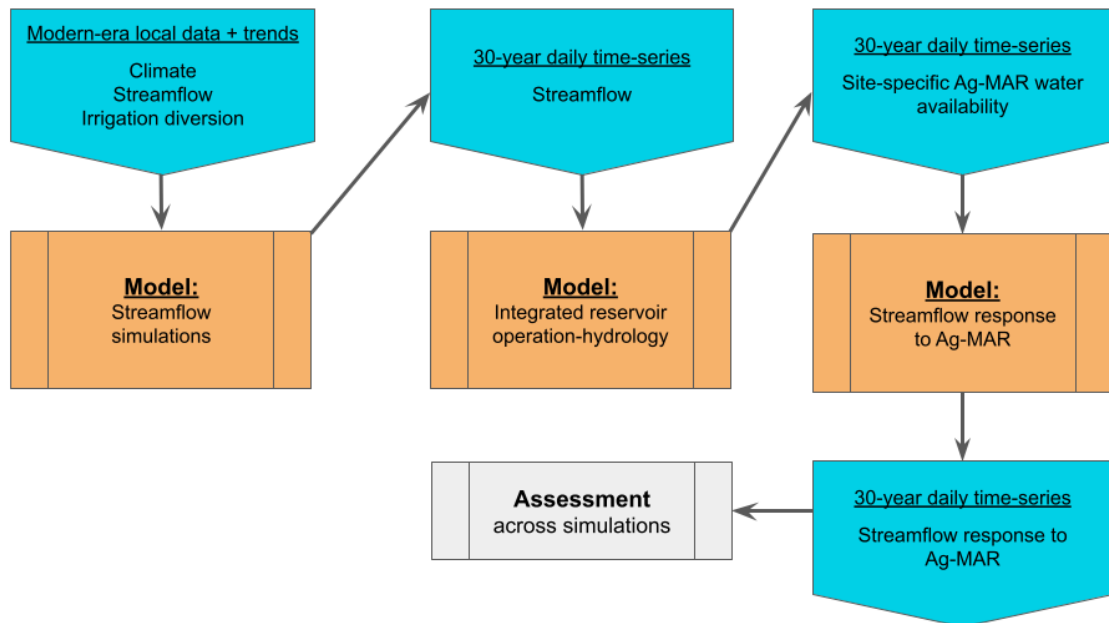 Modern-era local data + trends
Climate
Streamflow
Irrigation diversion
Model:
Streamflow
simulations
30-year daily time-series
Streamflow
Model:
Integrated reservoir
operation-hydrology
30-year daily time-series
Site-specific Ag-MAR water
availability
Model:
Streamflow response
to Ag-MAR
30-year daily time-series
Streamflow response to
Ag-MAR
Assessment
across simulations